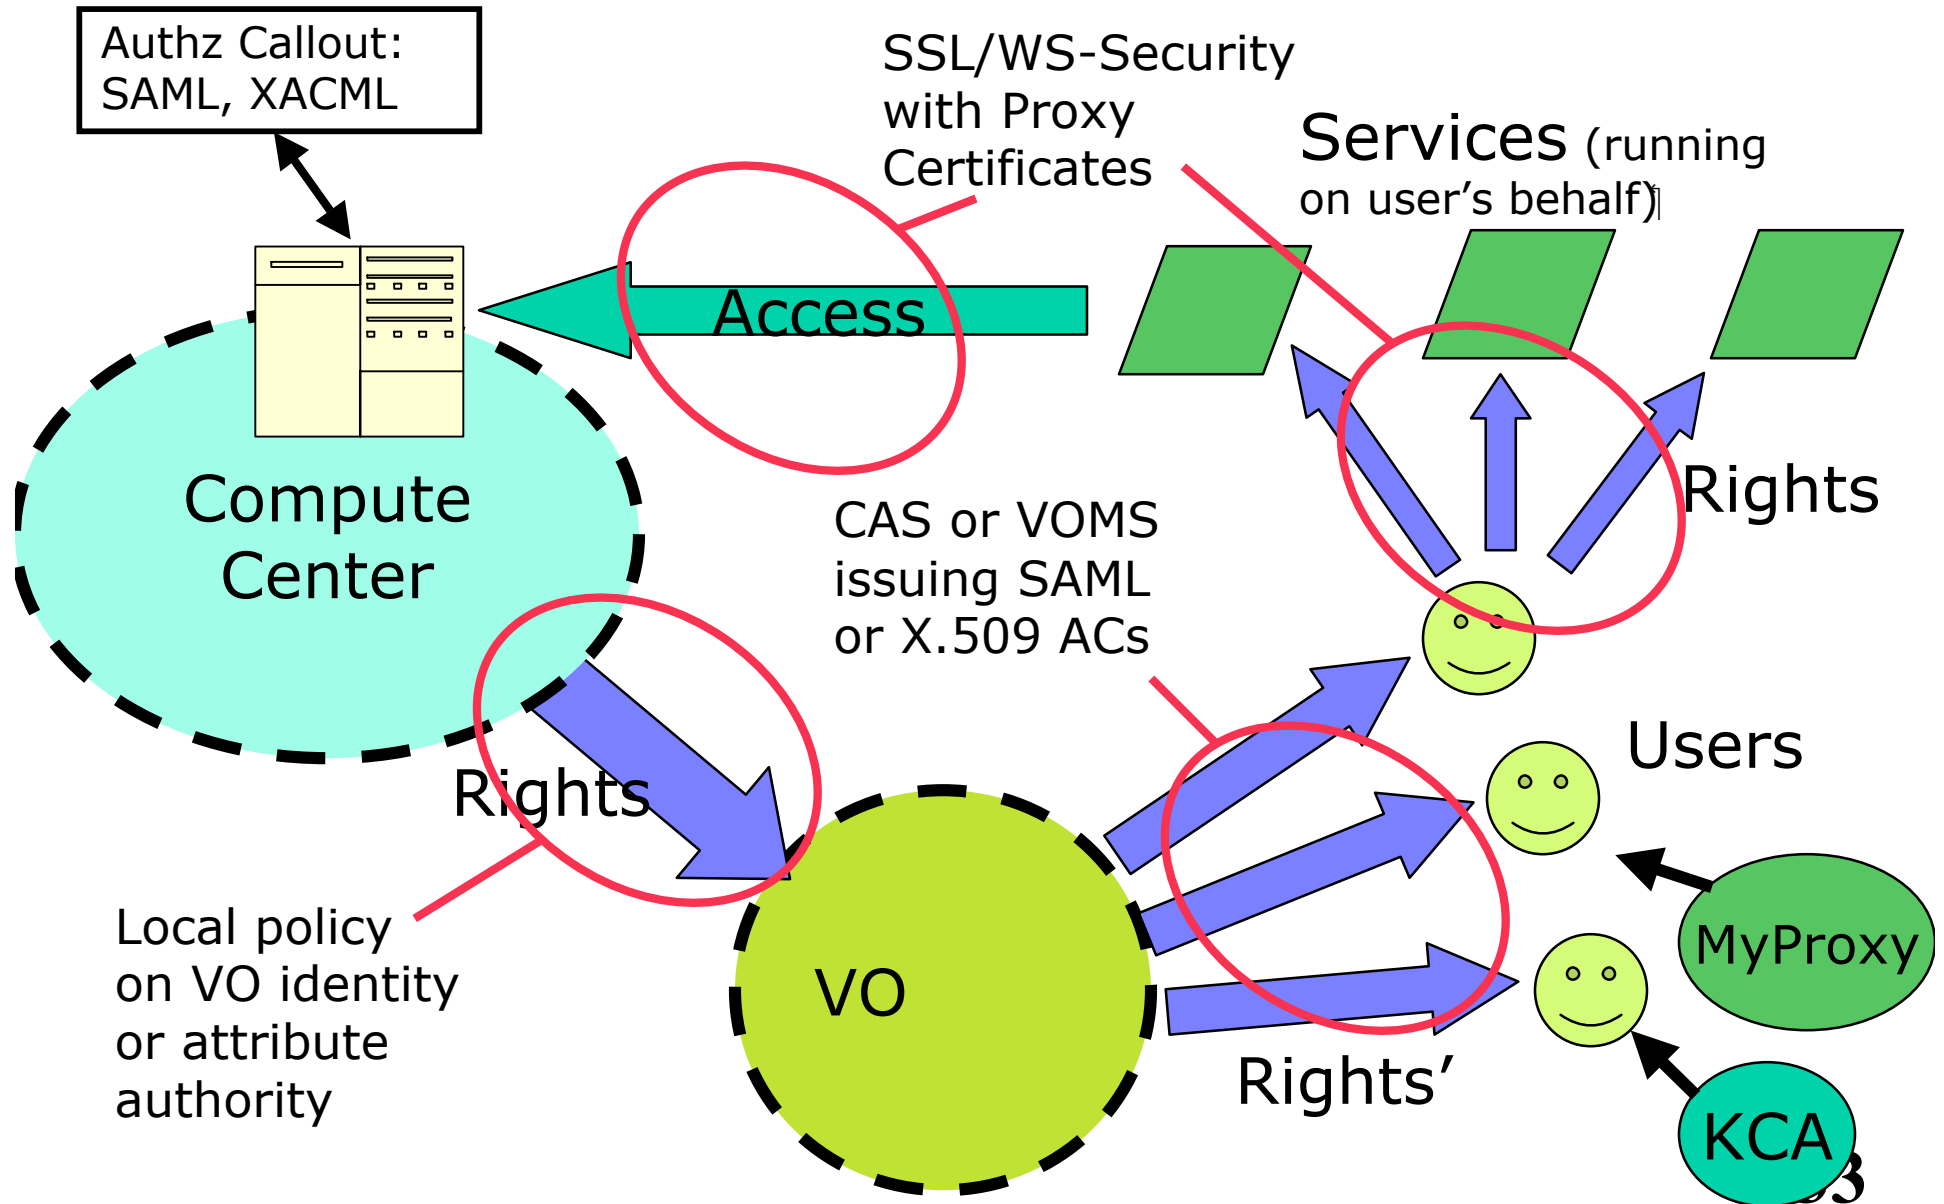 Authz Callout:
SAML, XACML
SSL/WS-Security
with Proxy
Certificates
Services (running
on user’s behalf)
Access
Compute
Center
CAS or VOMS
issuing SAML
or X.509 ACs
Rights
Users
Rights
Local policy
on VO identity
or attribute
authority
VO
MyProxy
Rights’
KCA